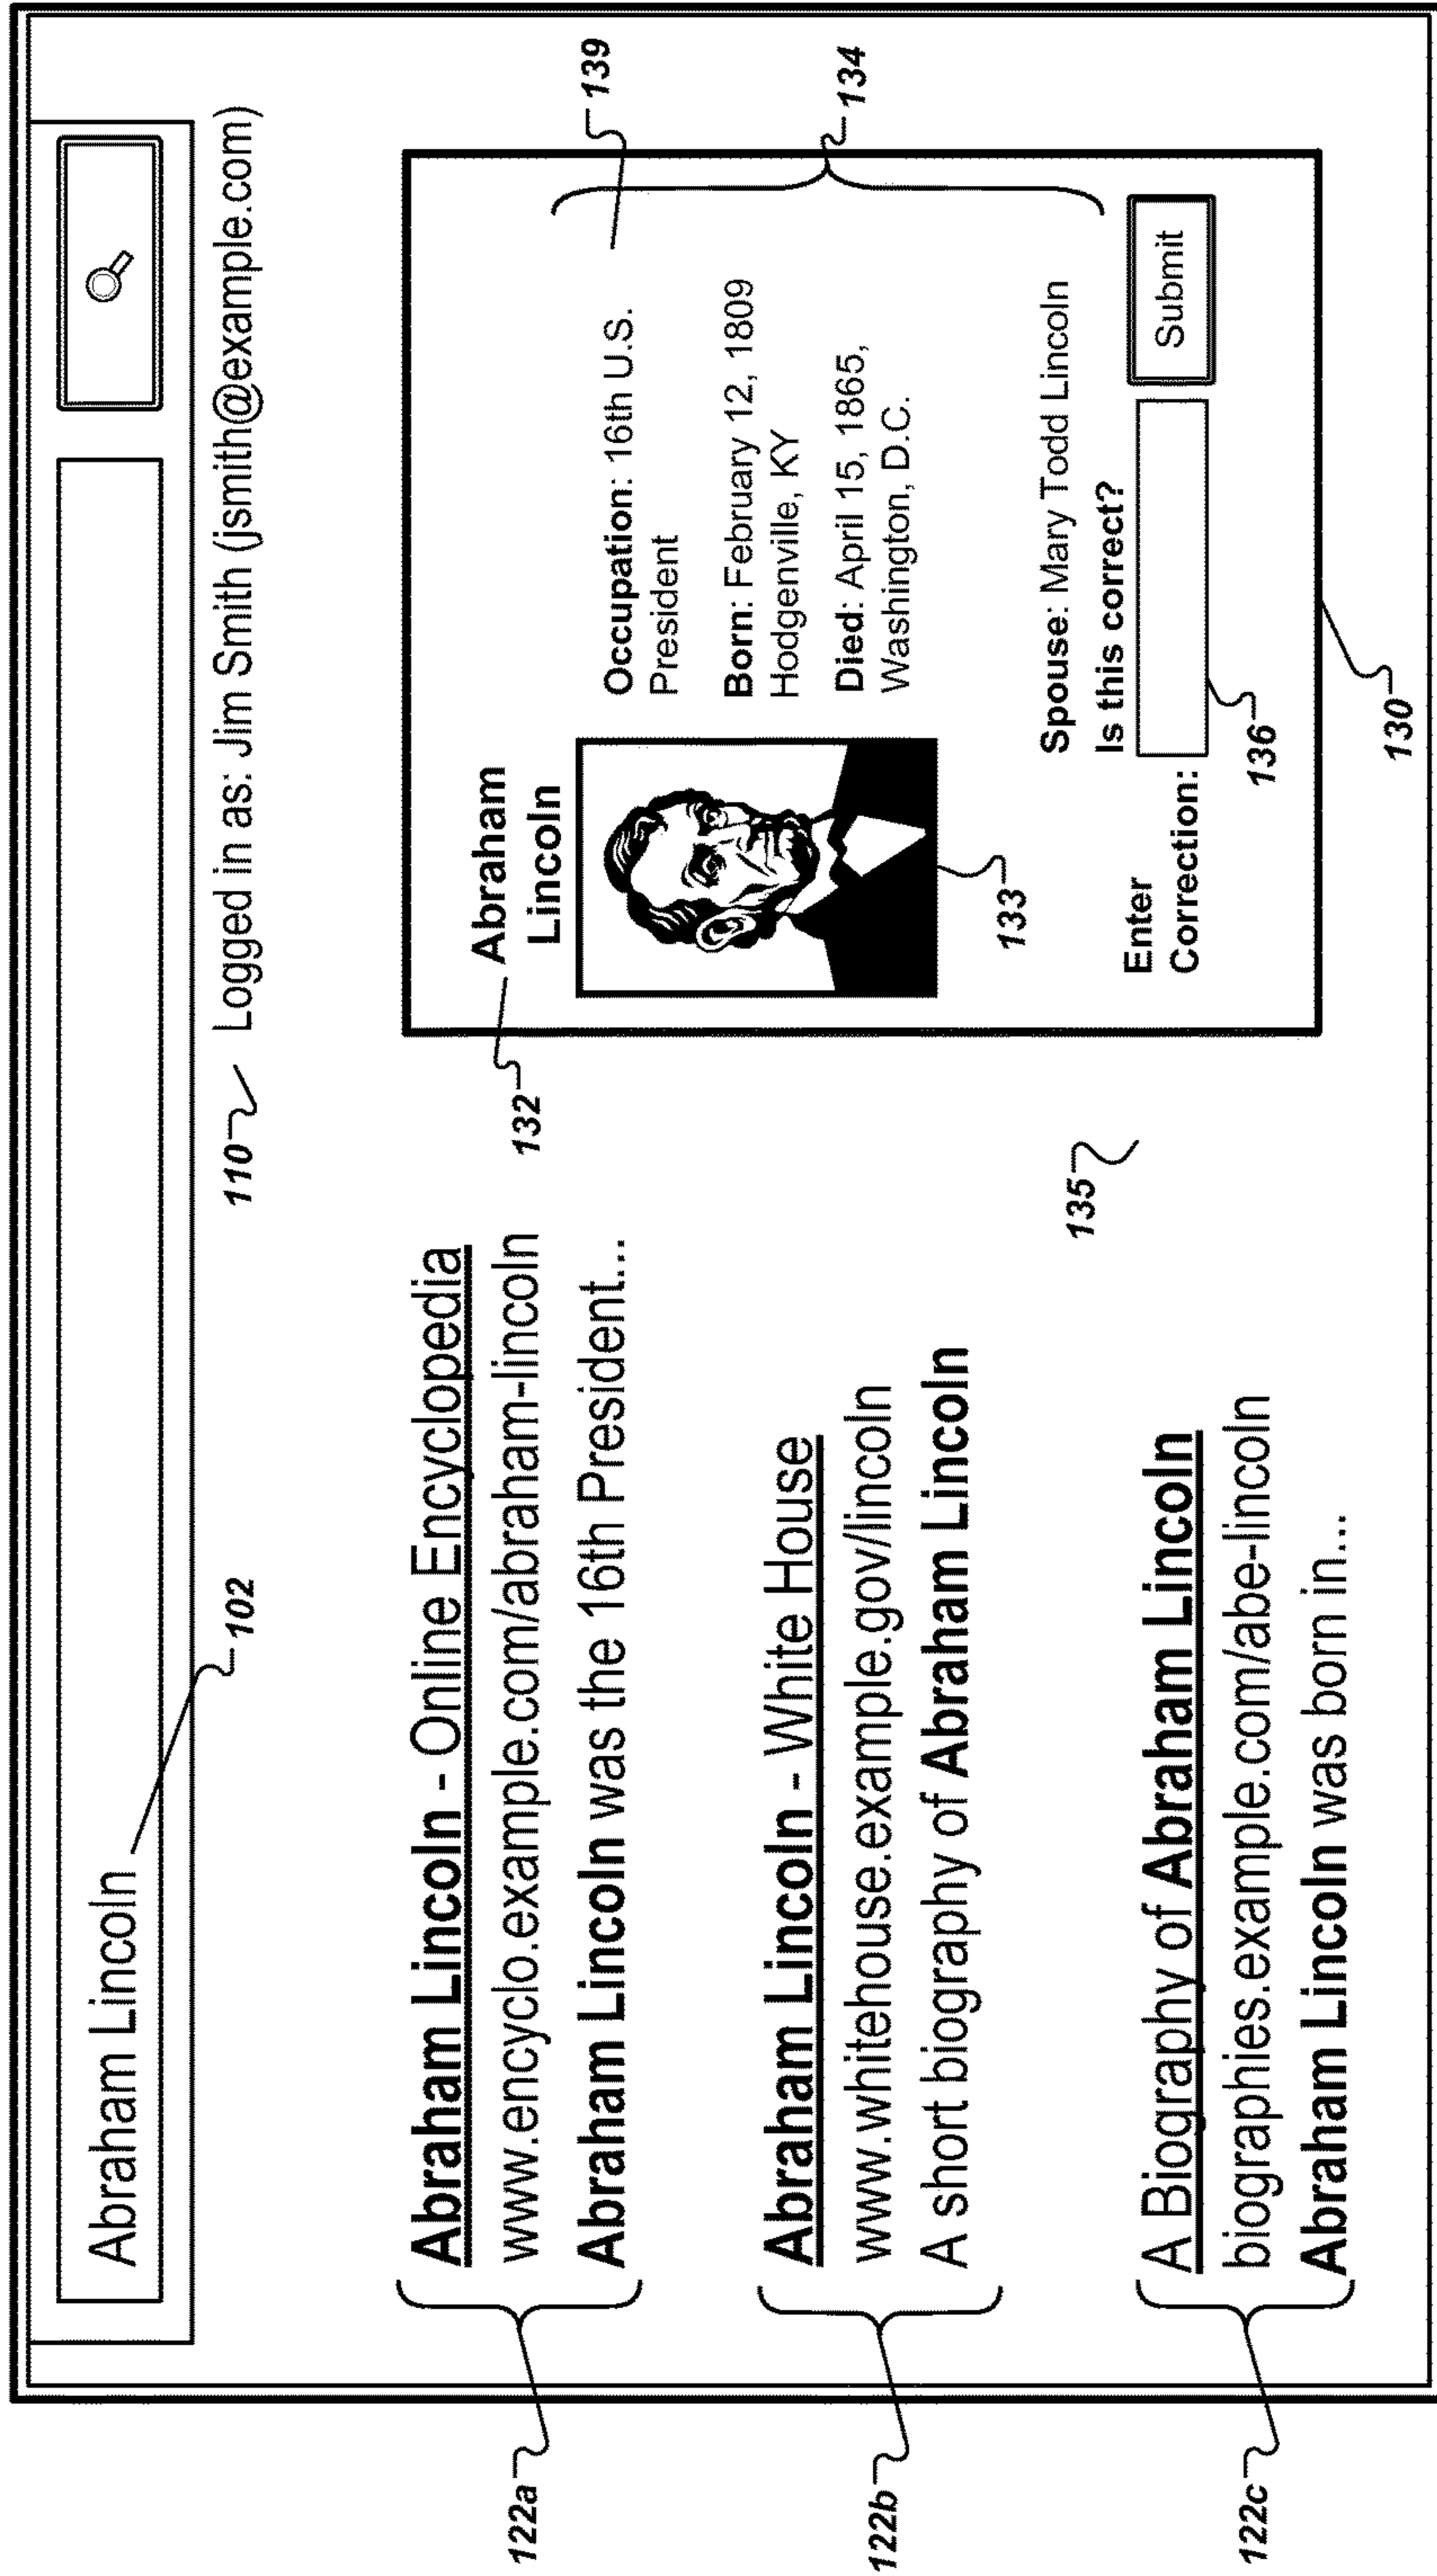 Abraham Lincoln
102
110
Logged in as: Jim Smith (jsmith@example.com)
122a
Abraham Lincoln - Online Encyclopedia
www.encyclo.example.com/abraham-lincoln
Abraham Lincoln was the 16th President...
122b
Abraham Lincoln - White House
www.whitehouse.example.gov/lincoln
A short biography of Abraham Lincoln
122c
A Biography of Abraham Lincoln
biographies.example.com/abe-lincoln
Abraham Lincoln was born in...
132
Abraham
Lincoln
133
139
Occupation: 16th U.S.
President
Born: February 12, 1809
Hodgenville, KY
Died: April 15, 1865,
Washington, D.C.
134
135
Spouse: Mary Todd Lincoln
Is this correct?
Enter
Correction:
Submit
136
130